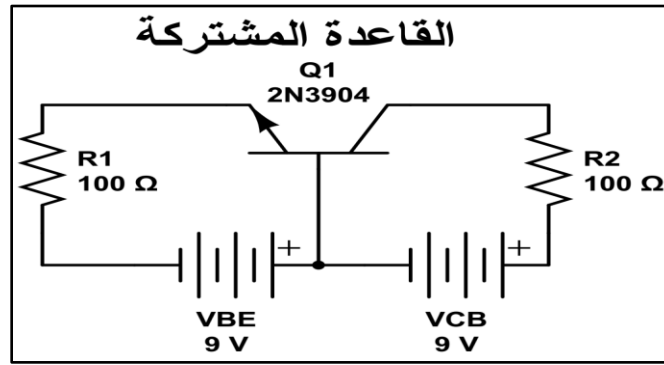 القاعدة المشتركة
Q1
2N3904
R1
100 Ω
R2
100 Ω
+
+
VBE
9 V
VCB
9 V